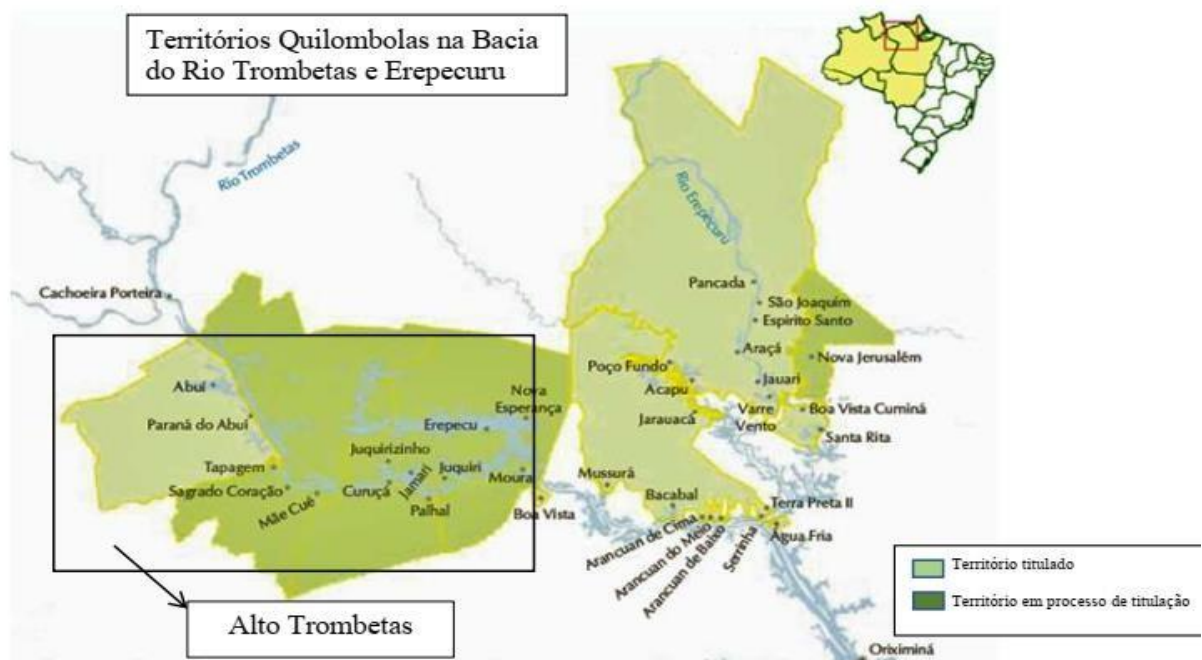 Territórios Quilombolas na Bacia
do Rio Trombetas e Erepecuru
Rio Trombetas
Rio Erepecuru
Cachoeira Porteira
Pancada
São Joaquim
Espirito Santo
Araçá
Nova Jerusalém
Poço Fundo
Acapu
Jauari
Jarauacá
Varre
Vento
Boa Vista Cuminá
Santa Rita
Abuí
Paraná do Abuí
Nova
Esperança
Erepecu
Tapagem
Juquirizinho
Sagrado Coração
Curuçá
Jamari
Juquiri
Moura
Mãe Cué
Palhal
Boa Vista
Mussurá
Bacabal
Arancuan de Cima
Arancuan do Meio
Arancuan de Baixo
Serrinha
Terra Preta II
Água Fria
Território titulado
Território em processo de titulação
Alto Trombetas
Oriximiná